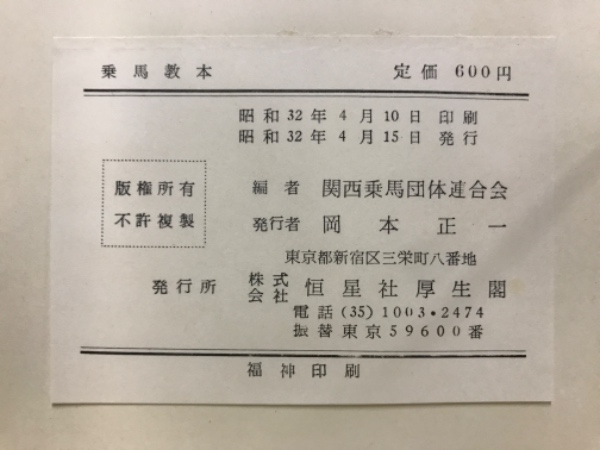 乗馬教本 定価 600円
昭和32年4月10日 印刷
昭和32年4月15日 発行
版権所有
不許複製
編者 関西乗馬団体連合会
発行者 岡本正一
東京都新宿区三栄町八番地
発行所 株式会社 恒星社厚生閣
電話 (35) 1003・2474
振替東京59600番
福神印刷